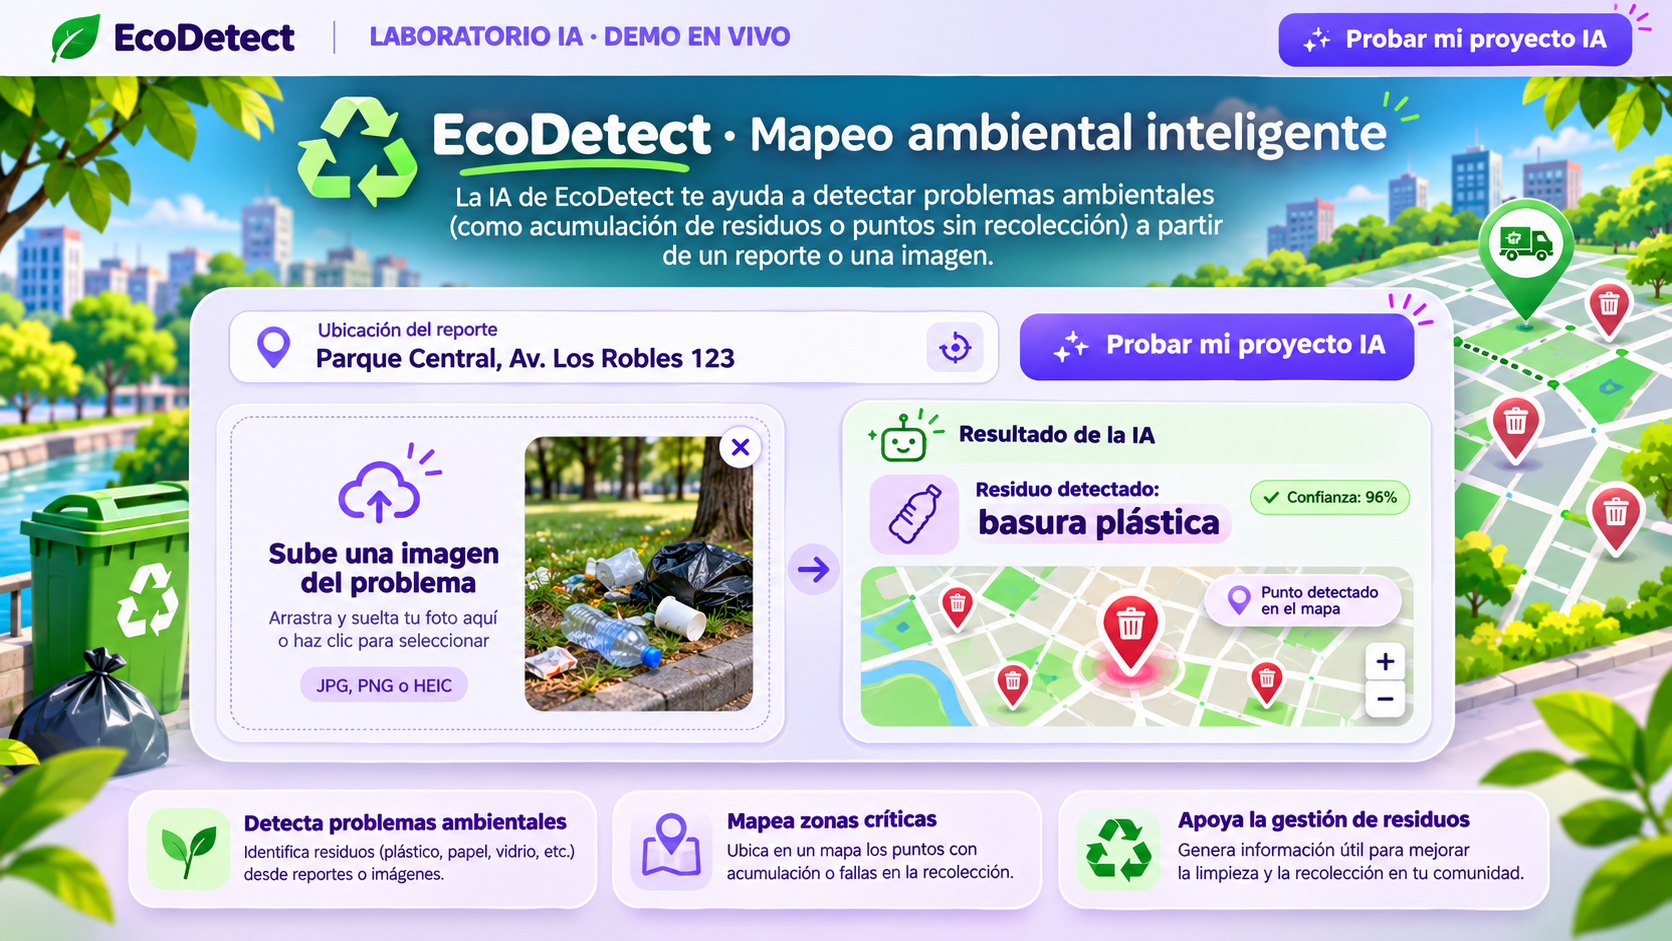 EcoDetect
LABORATORIO IA · DEMO EN VIVO
Probar mi proyecto IA
EcoDetect · Mapeo ambiental inteligente
La IA de EcoDetect te ayuda a detectar problemas ambientales
(como acumulación de residuos o puntos sin recolección) a partir
de un reporte o una imagen.
Ubicación del reporte
Parque Central, Av. Los Robles 123
Probar mi proyecto IA
Sube una imagen
del problema
Arrastra y suelta tu foto aquí
o haz clic para seleccionar
JPG, PNG o HEIC
Resultado de la IA
Residuo detectado:
basura plástica
Confianza: 96%
Punto detectado
en el mapa
+
−
Detecta problemas ambientales
Identifica residuos (plástico, papel, vidrio, etc.)
desde reportes o imágenes.
Mapea zonas críticas
Ubica en un mapa los puntos con
acumulación o fallas en la recolección.
Apoya la gestión de residuos
Genera información útil para mejorar
la limpieza y la recolección en tu comunidad.